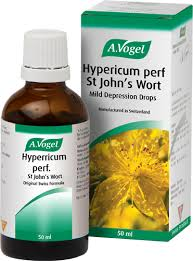 A.Vogel
Hypericum
perf.
St John's Wort
Original Swiss Formula
50 ml
A.Vogel
Hypericum perf
St John's Wort
Mild Depression Drops
Manufactured in Switzerland
50 ml